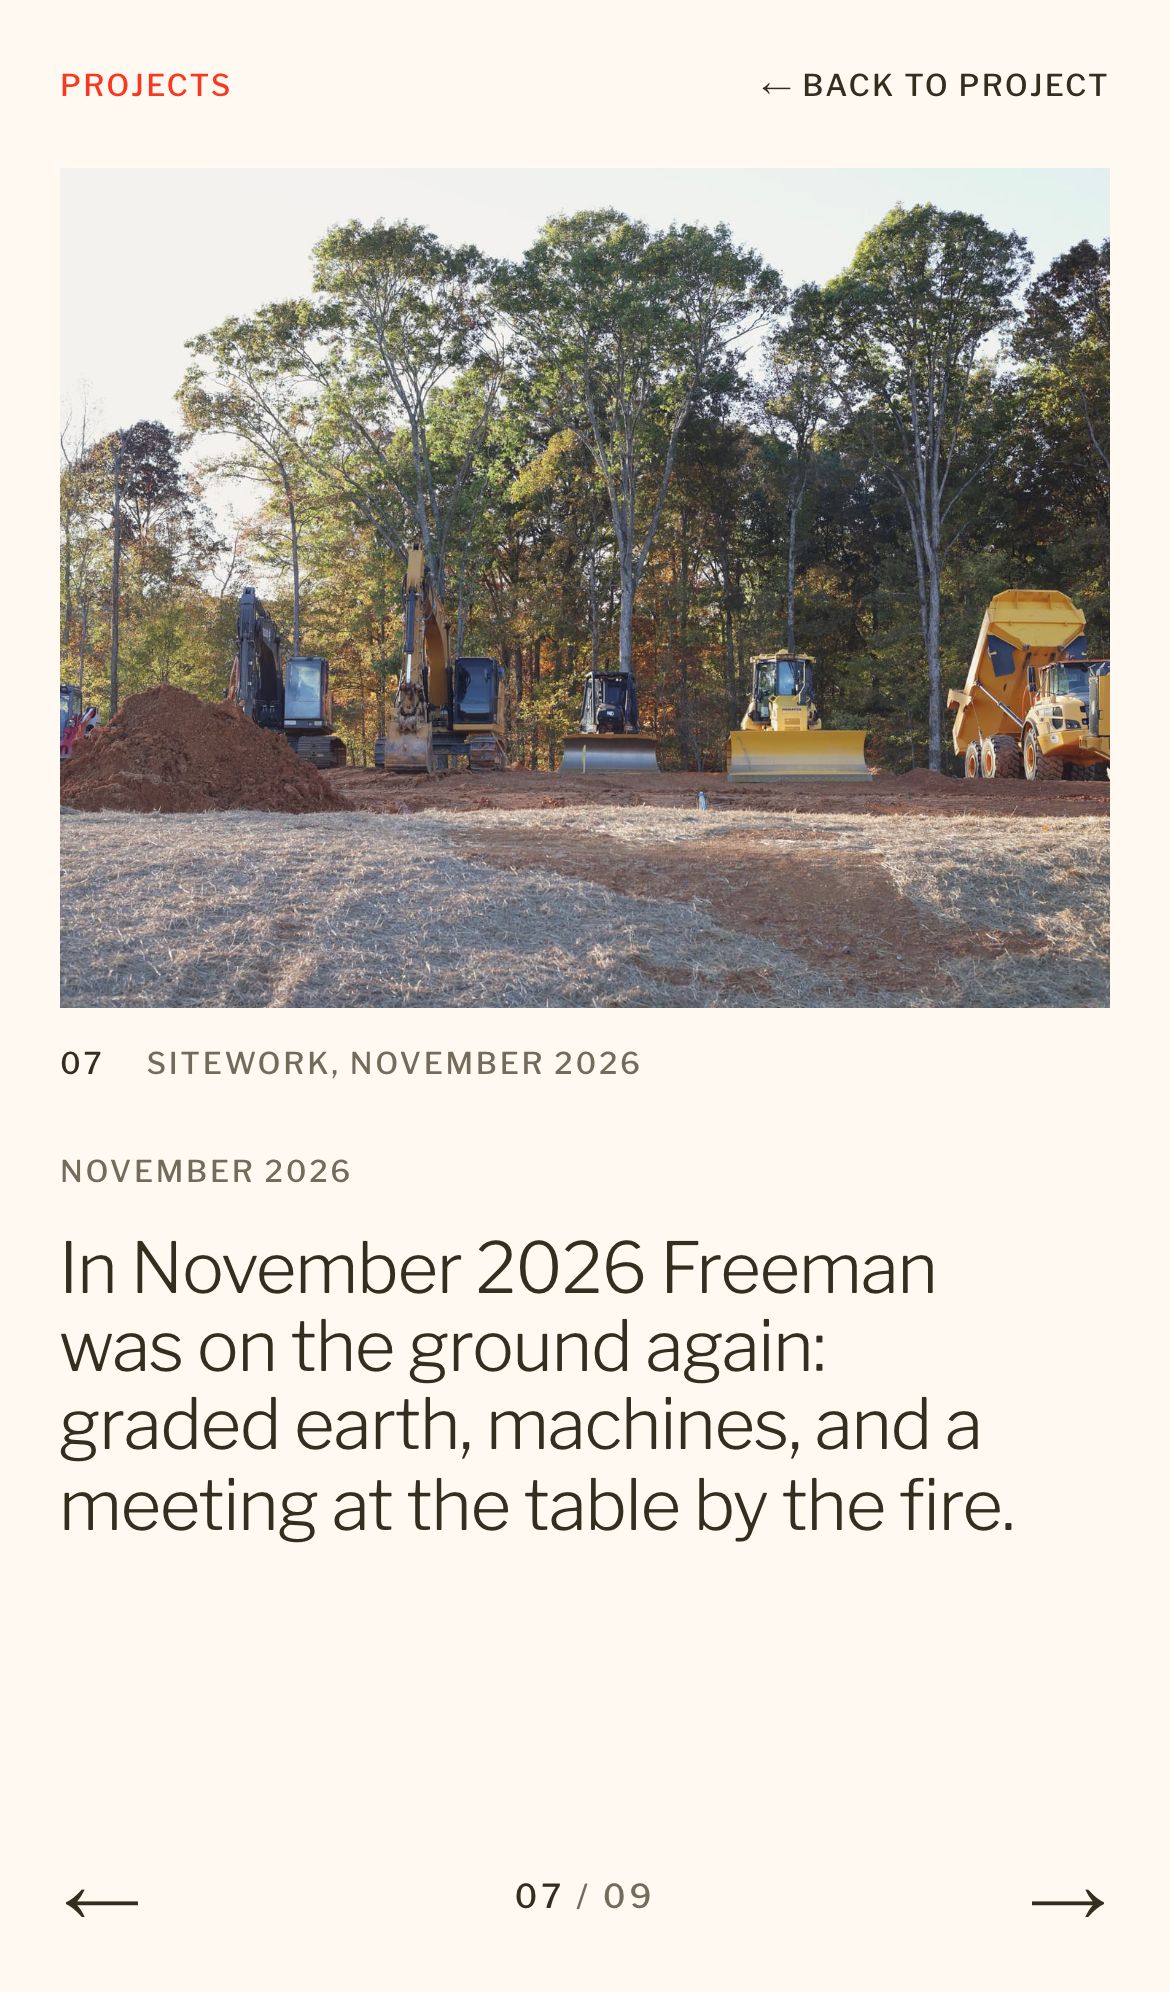 PROJECTS
← BACK TO PROJECT
07 SITEWORK, NOVEMBER 2026
NOVEMBER 2026
In November 2026 Freeman
was on the ground again:
graded earth, machines, and a
meeting at the table by the fire.
← 07 / 09 →